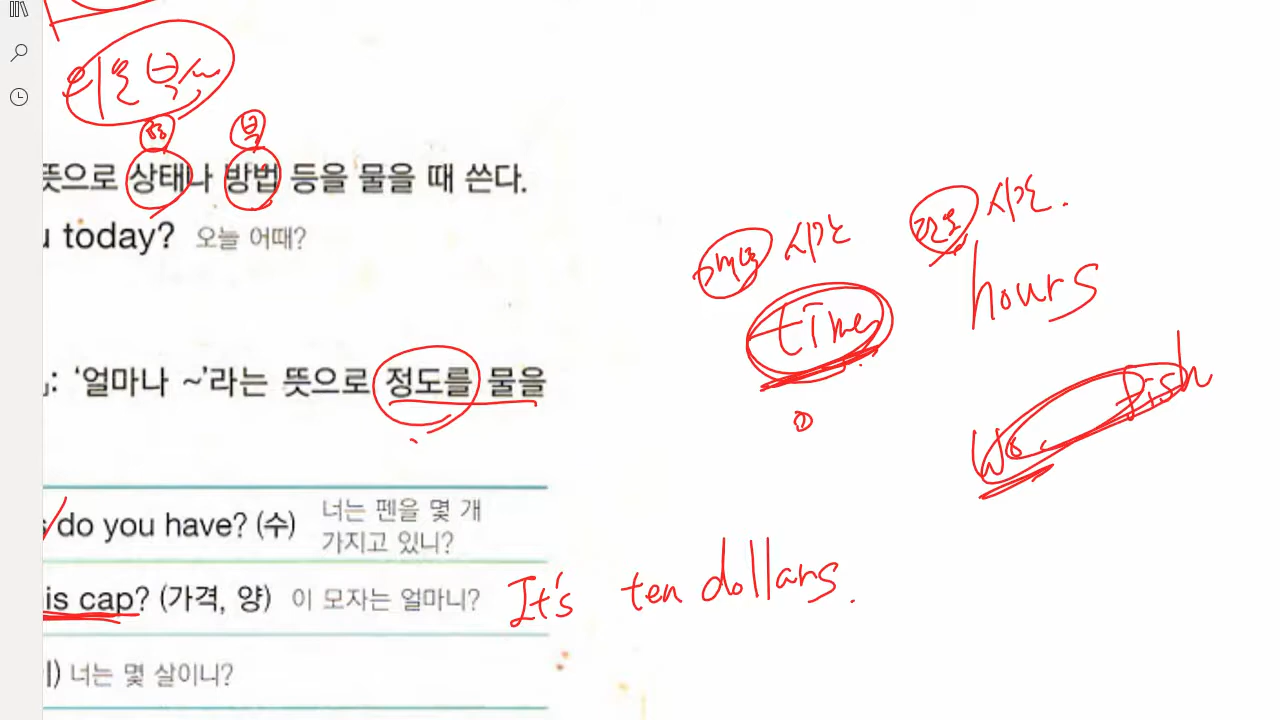 뜻으로 상태나 방법 등을 물을 때 쓴다.
u today? 오늘 어때?
시간
시간.
times
hours
: '얼마나 ~'라는 뜻으로 정도를 물을
①
do you have? (수) 너는 펜을 몇 개
가지고 있니?
is cap? (가격, 양) 이 모자는 얼마니? It's ten dollars.
) 너는 몇 살이니?